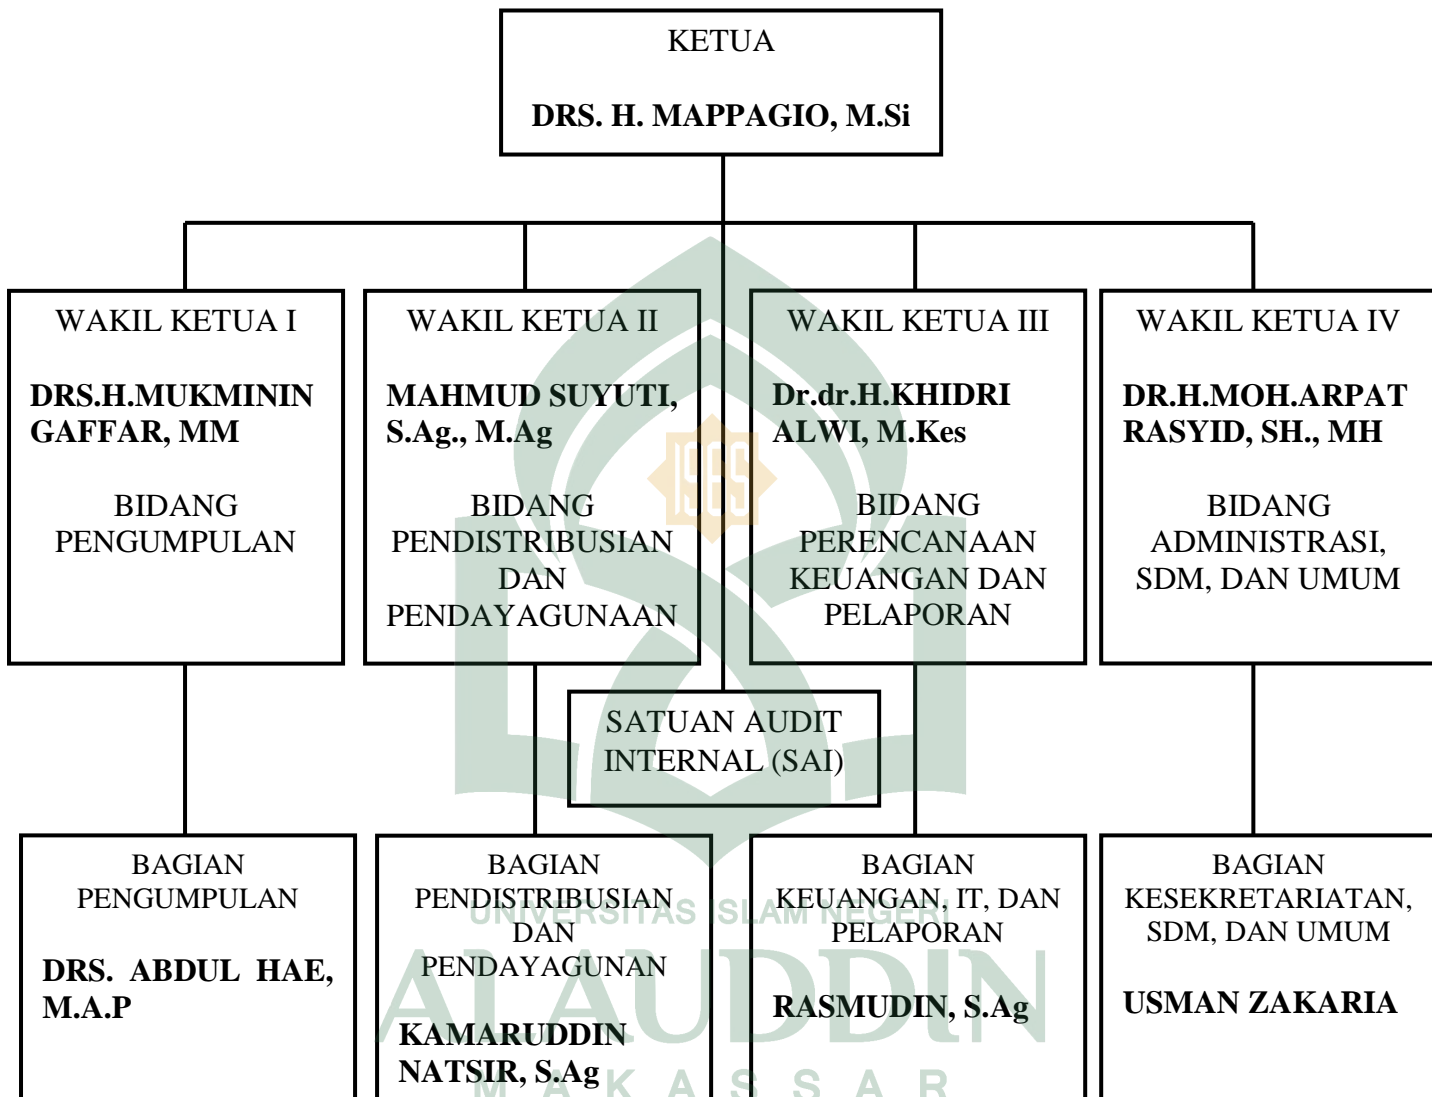 KETUA
DRS. H. MAPPAGIO, M.Si
WAKIL KETUA I
DRS.H.MUKMININ
GAFFAR, MM
BIDANG
PENGUMPULAN
WAKIL KETUA II
MAHMUD SUYUTI,
S.Ag., M.Ag
BIDANG
PENDISTRIBUSIAN
DAN
PENDAYAGUNAAN
WAKIL KETUA III
Dr.dr.H.KHIDRI
ALWI, M.Kes
BIDANG
PERENCANAAN
KEUANGAN DAN
PELAPORAN
WAKIL KETUA IV
DR.H.MOH.ARPAT
RASYID, SH., MH
BIDANG
ADMINISTRASI,
SDM, DAN UMUM
1965
SATUAN AUDIT
INTERNAL (SAI)
BAGIAN
PENGUMPULAN
DRS. ABDUL HAE,
M.A.P
BAGIAN
PENDISTRIBUSIAN
DAN
PENDAYAGUNAN
KAMARUDDIN
NATSIR, S.Ag
BAGIAN
KEUANGAN, IT, DAN
PELAPORAN
RASMUDIN, S.Ag
BAGIAN
KESEKRETARIATAN,
SDM, DAN UMUM
USMAN ZAKARIA
UNIVERSITAS ISLAM NEGERI
ALAUDDIN
MAKASSAR